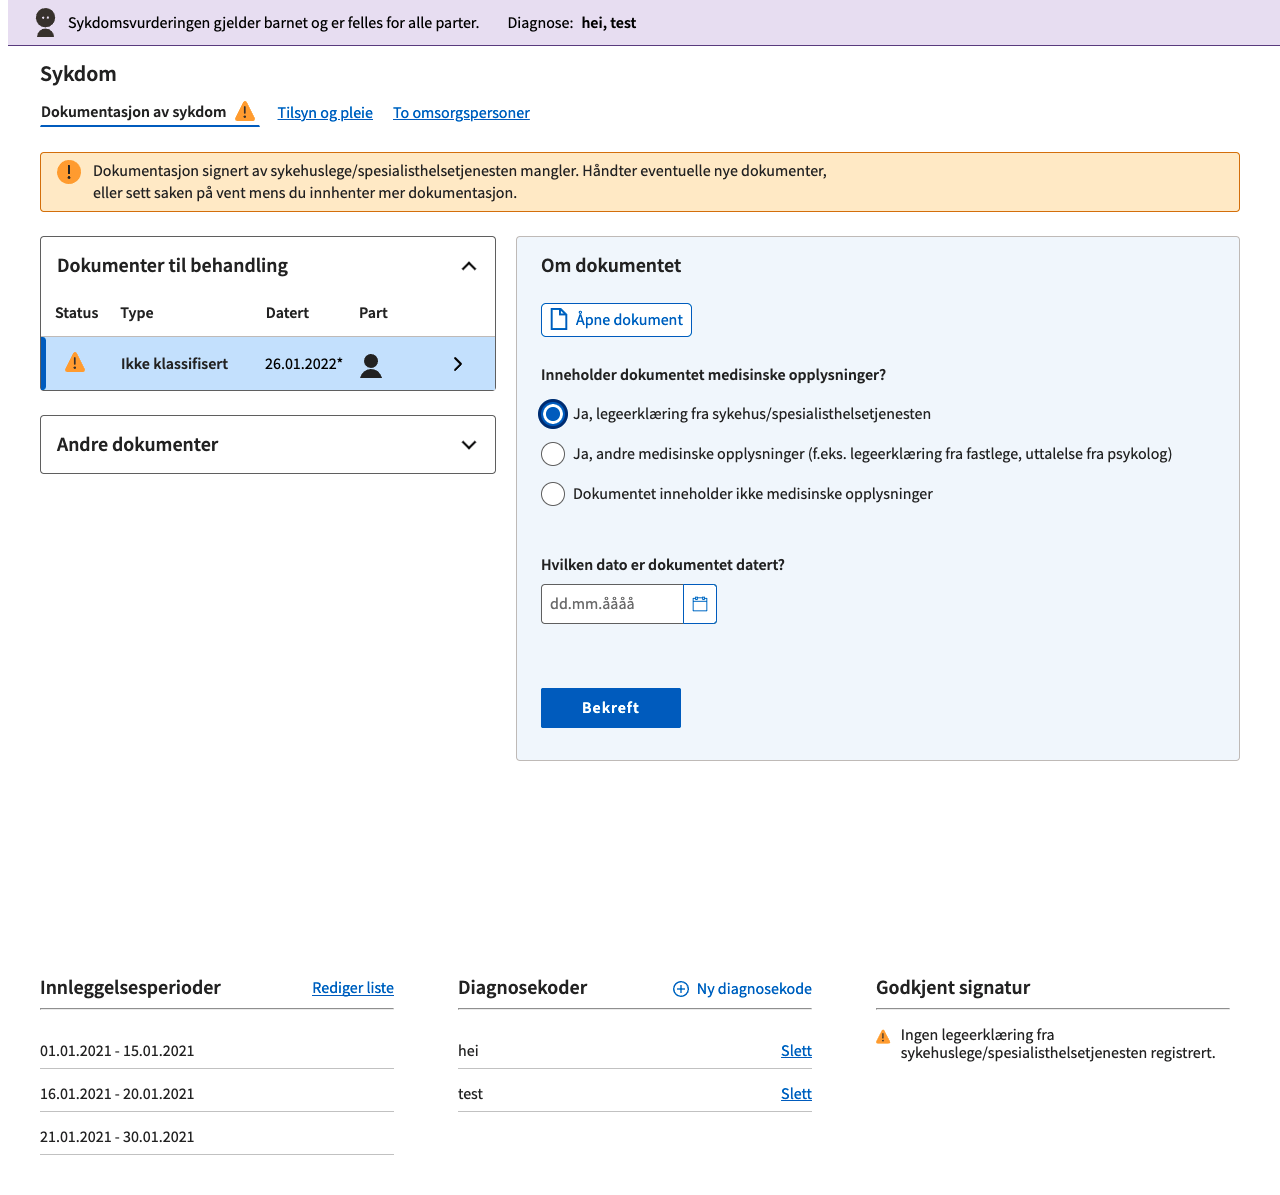 Sykdomsvurderingen gjelder barnet og er felles for alle parter. Diagnose: hei, test
Sykdom
Dokumentasjon av sykdom Tilsyn og pleie To omsorgspersoner
Dokumentasjon signert av sykehuslege/spesialisthelsetjenesten mangler. Håndter eventuelle nye dokumenter,
eller sett saken på vent mens du innhenter mer dokumentasjon.
Dokumenter til behandling
Status Type Datert Part
Ikke klassifisert 26.01.2022*
Andre dokumenter
Om dokumentet
Åpne dokument
Inneholder dokumentet medisinske opplysninger?
Ja, legeerklæring fra sykehus/spesialisthelsetjenesten
Ja, andre medisinske opplysninger (f.eks. legeerklæring fra fastlege, uttalelse fra psykolog)
Dokumentet inneholder ikke medisinske opplysninger
Hvilken dato er dokumentet datert?
dd.mm.åååå
Bekreft
Innleggelsesperioder Rediger liste
01.01.2021 - 15.01.2021
16.01.2021 - 20.01.2021
21.01.2021 - 30.01.2021
Diagnosekoder Ny diagnosekode
hei Slett
test Slett
Godkjent signatur
Ingen legeerklæring fra
sykehuslege/spesialisthelsetjenesten registrert.